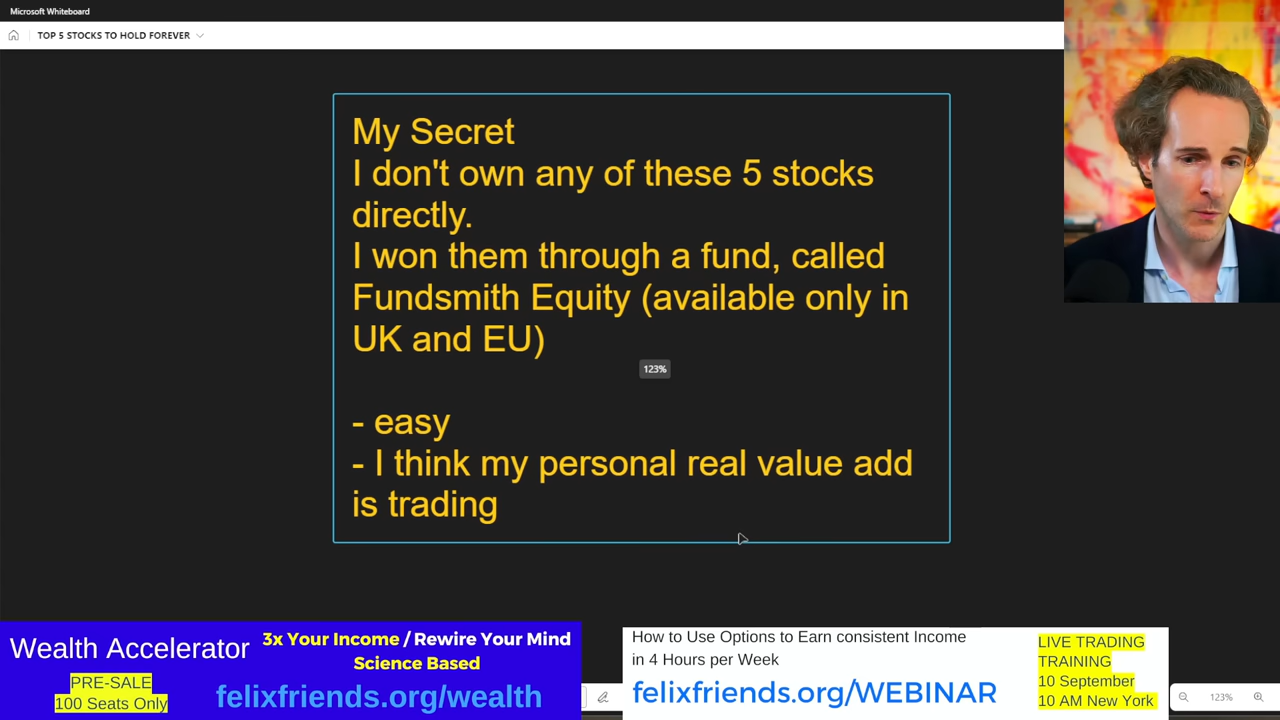 Microsoft Whiteboard
TOP 5 STOCKS TO HOLD FOREVER
My Secret
I don't own any of these 5 stocks
directly.
I won them through a fund, called
Fundsmith Equity (available only in
UK and EU)
123%
- easy
- I think my personal real value add
is trading
Wealth Accelerator
PRE-SALE
100 Seats Only
3x Your Income / Rewire Your Mind
Science Based
felixfriends.org/wealth
How to Use Options to Earn consistent Income
in 4 Hours per Week
felixfriends.org/WEBINAR
LIVE TRADING
TRAINING
10 September
10 AM New York
123%